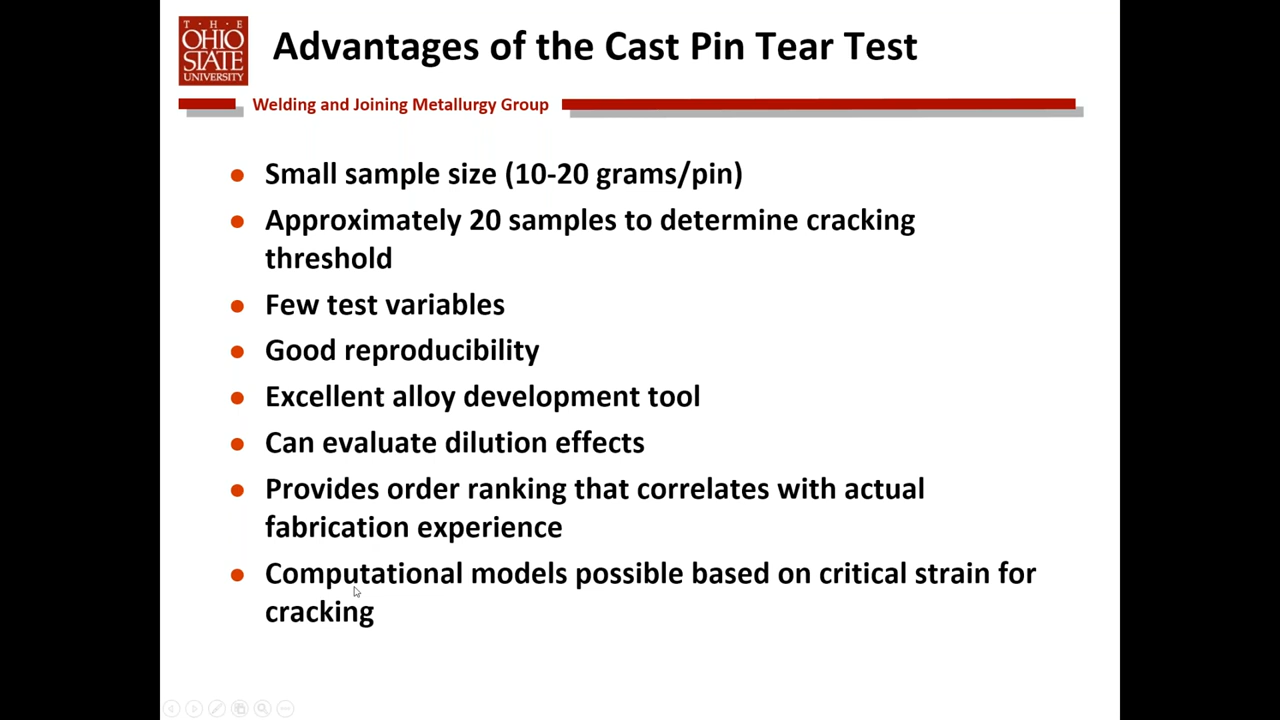 T · H · E
OHIO
STATE
UNIVERSITY
Advantages of the Cast Pin Tear Test
Welding and Joining Metallurgy Group
• Small sample size (10-20 grams/pin)
• Approximately 20 samples to determine cracking
threshold
• Few test variables
• Good reproducibility
• Excellent alloy development tool
• Can evaluate dilution effects
• Provides order ranking that correlates with actual
fabrication experience
• Computational models possible based on critical strain for
cracking